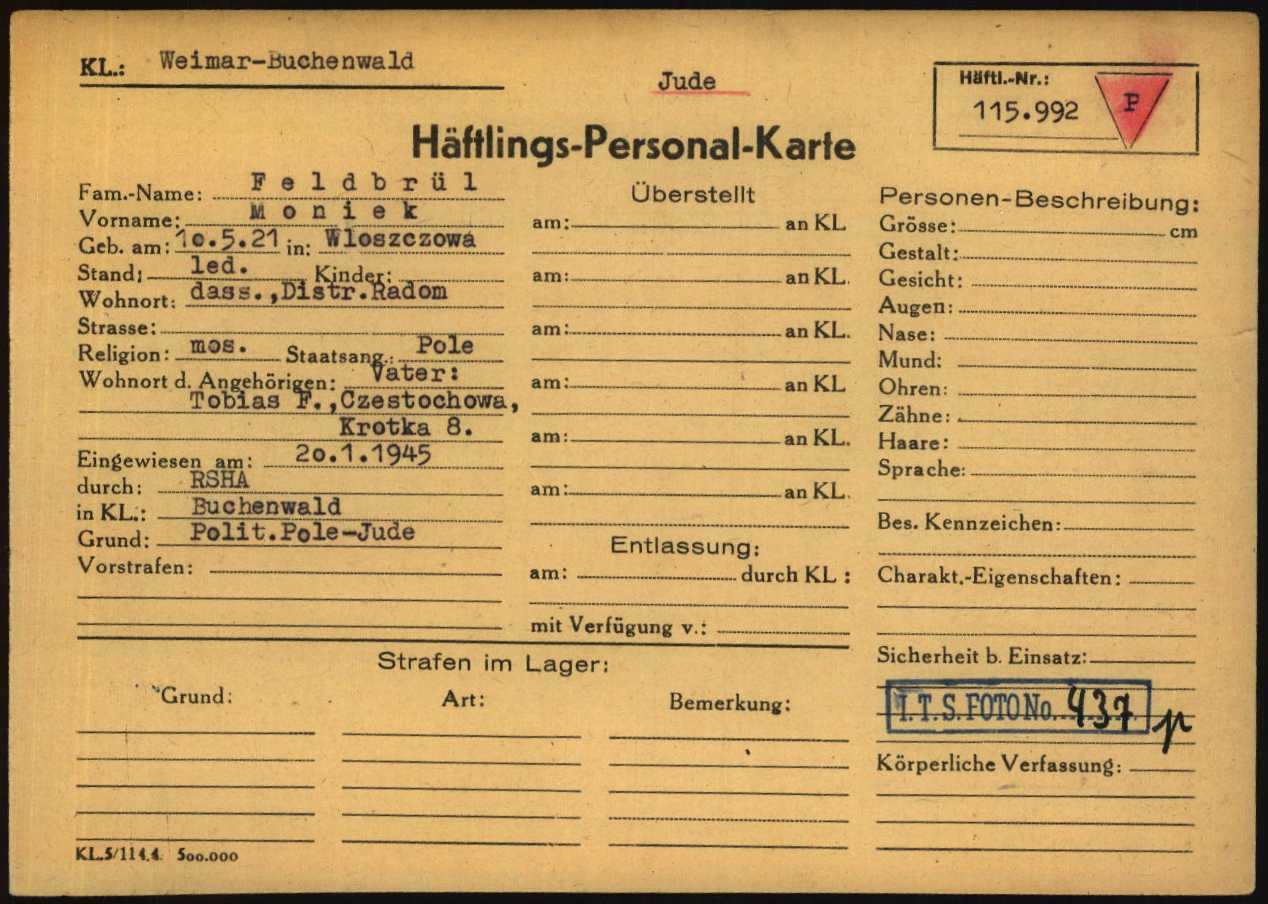 KL.: Weimar-Buchenwald
Jude
Häftl.-Nr.:
115.992 P
Häftlings-Personal-Karte
Fam.-Name: Feldbrül
Vorname: Moniek
Geb. am: 10.5.21 in: Wloszczowa
Stand: led. Kinder:
Wohnort: dass.,Distr.Radom
Strasse:
Religion: mos. Staatsang.: Pole
Wohnort d. Angehörigen: Vater:
Tobias F.,Czestochowa,
Krotka 8.
Eingewiesen am: 20.1.1945
durch: RSHA
in KL.: Buchenwald
Grund: Polit.Pole-Jude
Vorstrafen:
Überstellt
am: an KL
am: an KL.
am: an KL.
am: an KL
am: an KL.
am: an KL.
Entlassung:
am: durch KL :
mit Verfügung v.:
Personen-Beschreibung:
Grösse: cm
Gestalt:
Gesicht:
Augen:
Nase:
Mund:
Ohren:
Zähne:
Haare:
Sprache:
Bes. Kennzeichen:
Charakt.-Eigenschaften:
Sicherheit b. Einsatz:
I.T.S. FOTO No. 437
Körperliche Verfassung:
Strafen im Lager:
Grund: Art: Bemerkung:
KL.5/114.4. 500.000